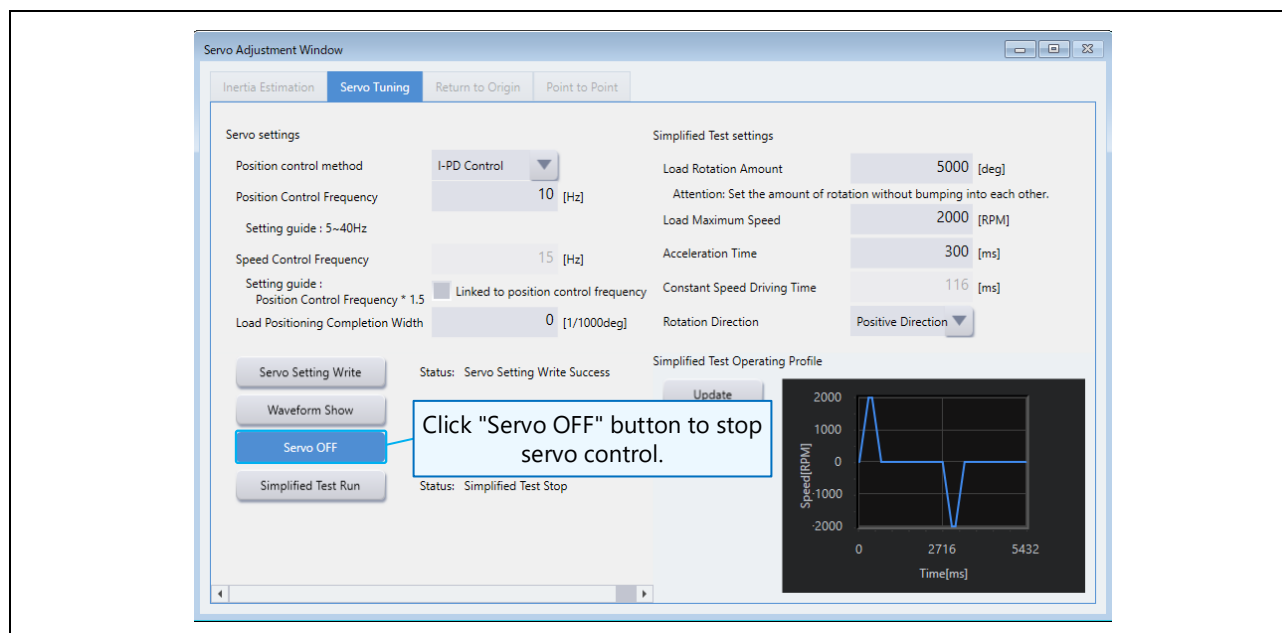 Servo Adjustment Window
Inertia Estimation
Servo Tuning
Return to Origin
Point to Point
Servo settings
Position control method
I-PD Control
Position Control Frequency
10 [Hz]
Setting guide : 5~40Hz
Speed Control Frequency
15 [Hz]
Setting guide :
Position Control Frequency * 1.5
Linked to position control frequency
Load Positioning Completion Width
0 [1/1000deg]
Servo Setting Write
Status: Servo Setting Write Success
Waveform Show
Servo OFF
Click "Servo OFF" button to stop
servo control.
Simplified Test Run
Status: Simplified Test Stop
Simplified Test settings
Load Rotation Amount
5000 [deg]
Attention: Set the amount of rotation without bumping into each other.
Load Maximum Speed
2000 [RPM]
Acceleration Time
300 [ms]
Constant Speed Driving Time
116 [ms]
Rotation Direction
Positive Direction
Simplified Test Operating Profile
Update
Speed[RPM]
2000
1000
0
-1000
-2000
0 2716 5432
Time[ms]